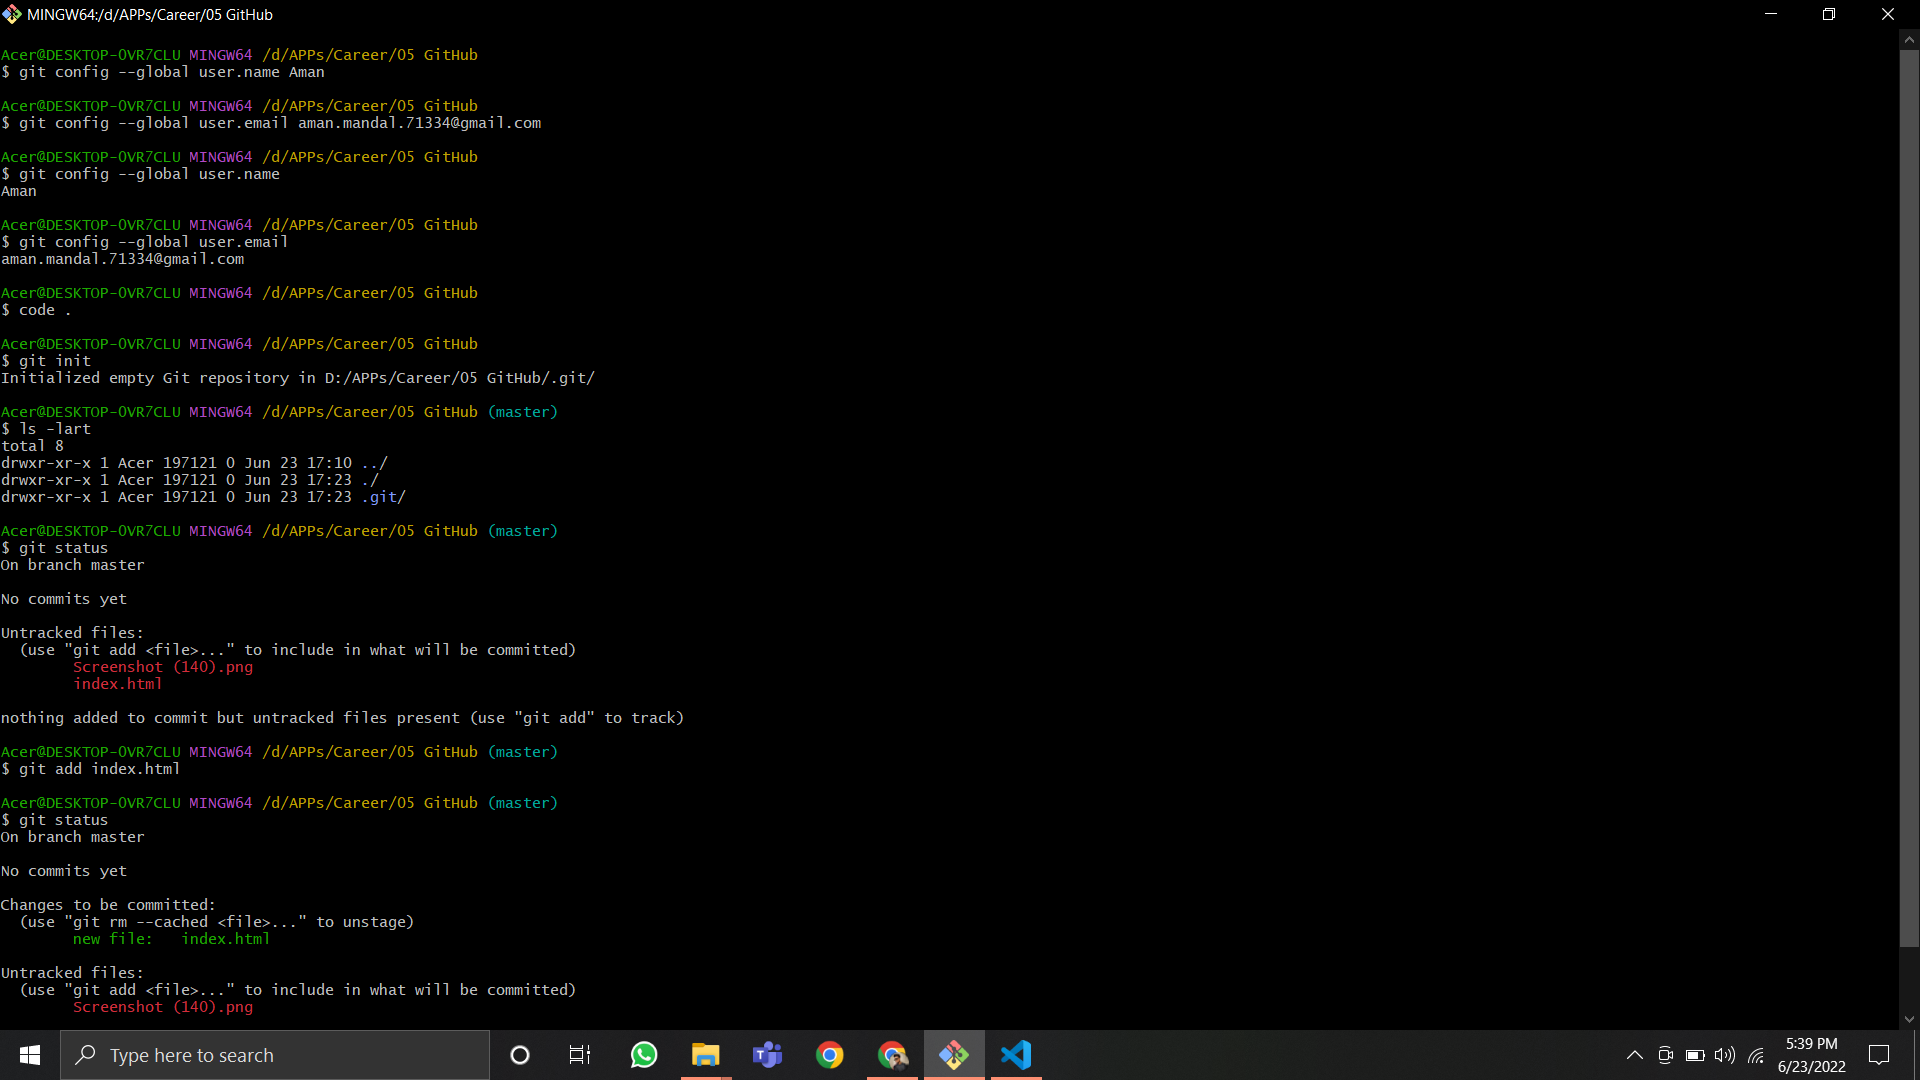 MINGW64:/d/APPs/Career/05 GitHub
Acer@DESKTOP-OVR7CLU MINGW64 /d/APPs/Career/05 GitHub
$ git config --global user.name Aman
Acer@DESKTOP-OVR7CLU MINGW64 /d/APPs/Career/05 GitHub
$ git config --global user.email aman.mandal.71334@gmail.com
Acer@DESKTOP-OVR7CLU MINGW64 /d/APPs/Career/05 GitHub
$ git config --global user.name
Aman
Acer@DESKTOP-OVR7CLU MINGW64 /d/APPs/Career/05 GitHub
$ git config --global user.email
aman.mandal.71334@gmail.com
Acer@DESKTOP-OVR7CLU MINGW64 /d/APPs/Career/05 GitHub
$ code .
Acer@DESKTOP-OVR7CLU MINGW64 /d/APPs/Career/05 GitHub
$ git init
Initialized empty Git repository in D:/APPs/Career/05 GitHub/.git/
Acer@DESKTOP-OVR7CLU MINGW64 /d/APPs/Career/05 GitHub (master)
$ ls -lart
total 8
drwxr-xr-x 1 Acer 197121 0 Jun 23 17:10 ../
drwxr-xr-x 1 Acer 197121 0 Jun 23 17:23 ./
drwxr-xr-x 1 Acer 197121 0 Jun 23 17:23 .git/
Acer@DESKTOP-OVR7CLU MINGW64 /d/APPs/Career/05 GitHub (master)
$ git status
On branch master
No commits yet
Untracked files:
(use "git add <file>..." to include in what will be committed)
Screenshot (140).png
index.html
nothing added to commit but untracked files present (use "git add" to track)
Acer@DESKTOP-OVR7CLU MINGW64 /d/APPs/Career/05 GitHub (master)
$ git add index.html
Acer@DESKTOP-OVR7CLU MINGW64 /d/APPs/Career/05 GitHub (master)
$ git status
On branch master
No commits yet
Changes to be committed:
(use "git rm --cached <file>..." to unstage)
new file:   index.html
Untracked files:
(use "git add <file>..." to include in what will be committed)
Screenshot (140).png
Type here to search
5:39 PM
6/23/2022